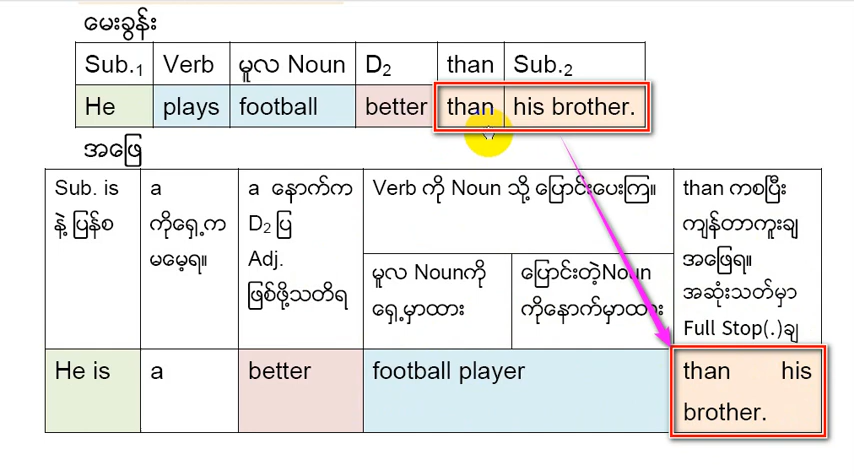 မေးခွန်း
Sub.1 Verb မူလ Noun D2 than Sub.2
He plays football better than his brother.
အဖြေ
Sub. is
နဲ့ ပြန်စ
a
ကိုရှေ့က
မမေ့ရ။
a နောက်က
D2 ပြ
Adj.
ဖြစ်ဖို့သတိရ
Verb ကို Noun သို့ ပြောင်းပေးကြ။
မူလ Nounကို
ရှေ့မှာထား
ပြောင်းတဲ့Noun
ကိုနောက်မှာထား
than ကစပြီး
ကျန်တာကူးချ
အဖြေရ။
အဆုံးသတ်မှာ
Full Stop(.)ချ
He is a better football player than his
brother.